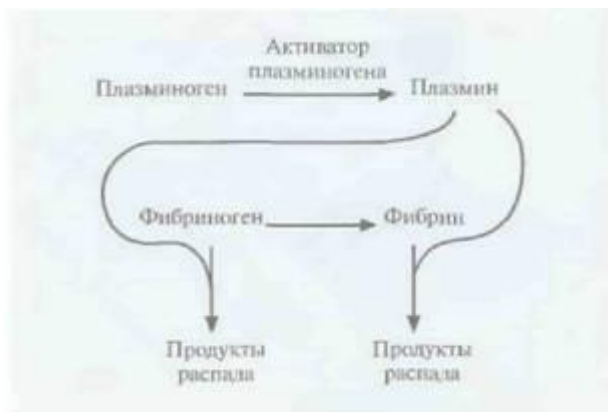 Активатор
плазминогена
Плазминоген
Плазмин
Фибриноген
Фибрин
Продукты
распада
Продукты
распада